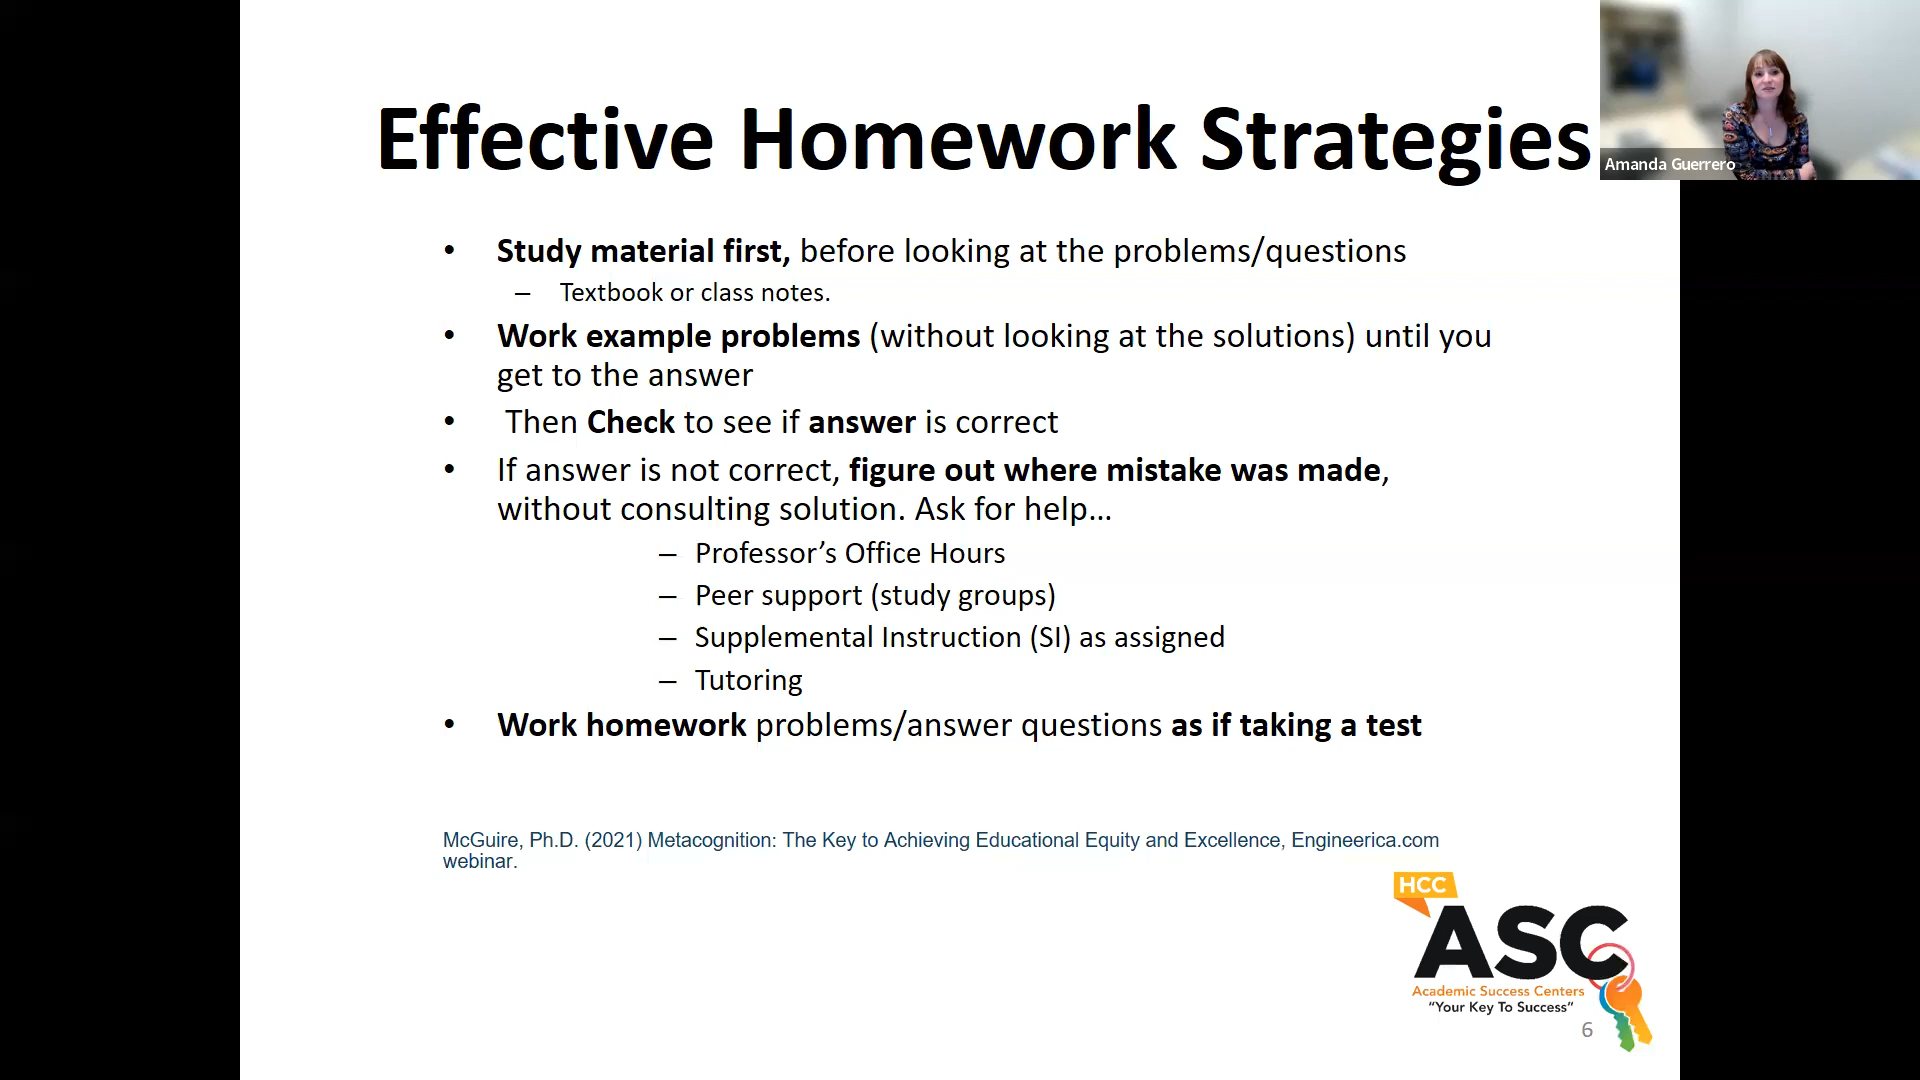 Effective Homework Strategies
Amanda Guerrero
• Study material first, before looking at the problems/questions
– Textbook or class notes.
• Work example problems (without looking at the solutions) until you
get to the answer
• Then Check to see if answer is correct
• If answer is not correct, figure out where mistake was made,
without consulting solution. Ask for help...
– Professor’s Office Hours
– Peer support (study groups)
– Supplemental Instruction (SI) as assigned
– Tutoring
• Work homework problems/answer questions as if taking a test
McGuire, Ph.D. (2021) Metacognition: The Key to Achieving Educational Equity and Excellence, Engineerica.com
webinar.
HCC
ASC
Academic Success Centers
“Your Key To Success”
6